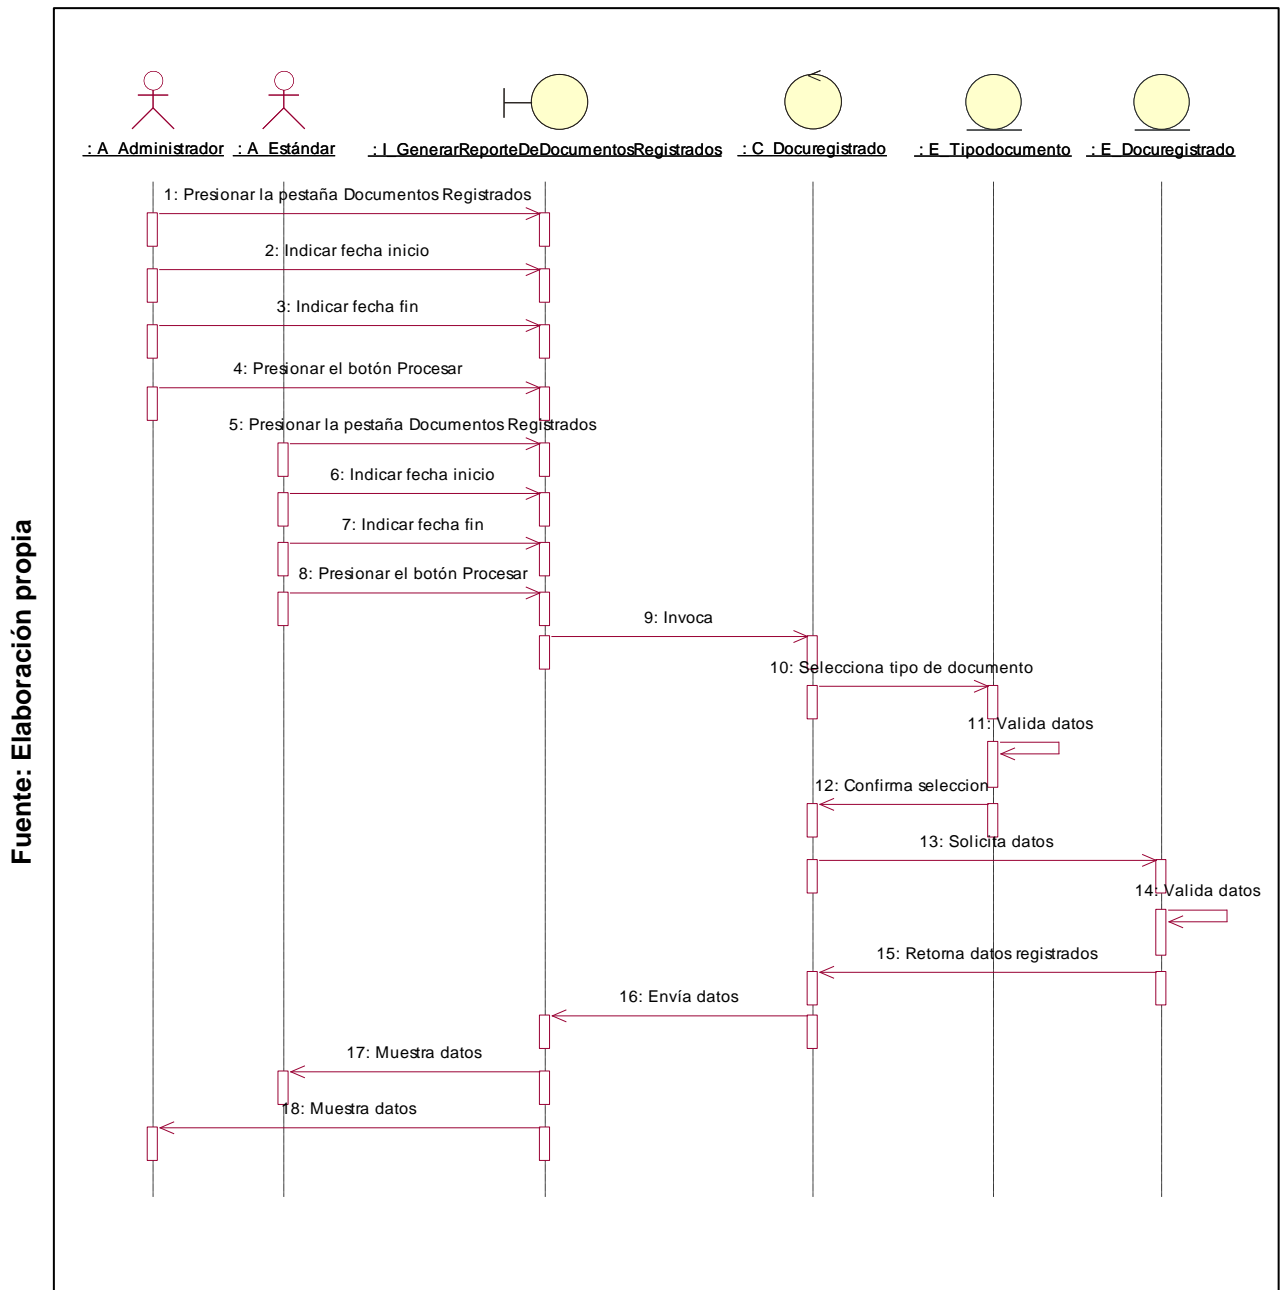 : A_Administrador
: A_Estándar
: I_GenerarReporteDeDocumentosRegistrados
: C_Docuregistrado
: E_Tipodocumento
: E_Docuregistrado
1: Presionar la pestaña Documentos Registrados
2: Indicar fecha inicio
3: Indicar fecha fin
4: Presionar el botón Procesar
5: Presionar la pestaña Documentos Registrados
6: Indicar fecha inicio
7: Indicar fecha fin
8: Presionar el botón Procesar
9: Invoca
10: Selecciona tipo de documento
11: Valida datos
12: Confirma seleccion
13: Solicita datos
14: Valida datos
15: Retorna datos registrados
16: Envía datos
17: Muestra datos
18: Muestra datos
Fuente: Elaboración propia